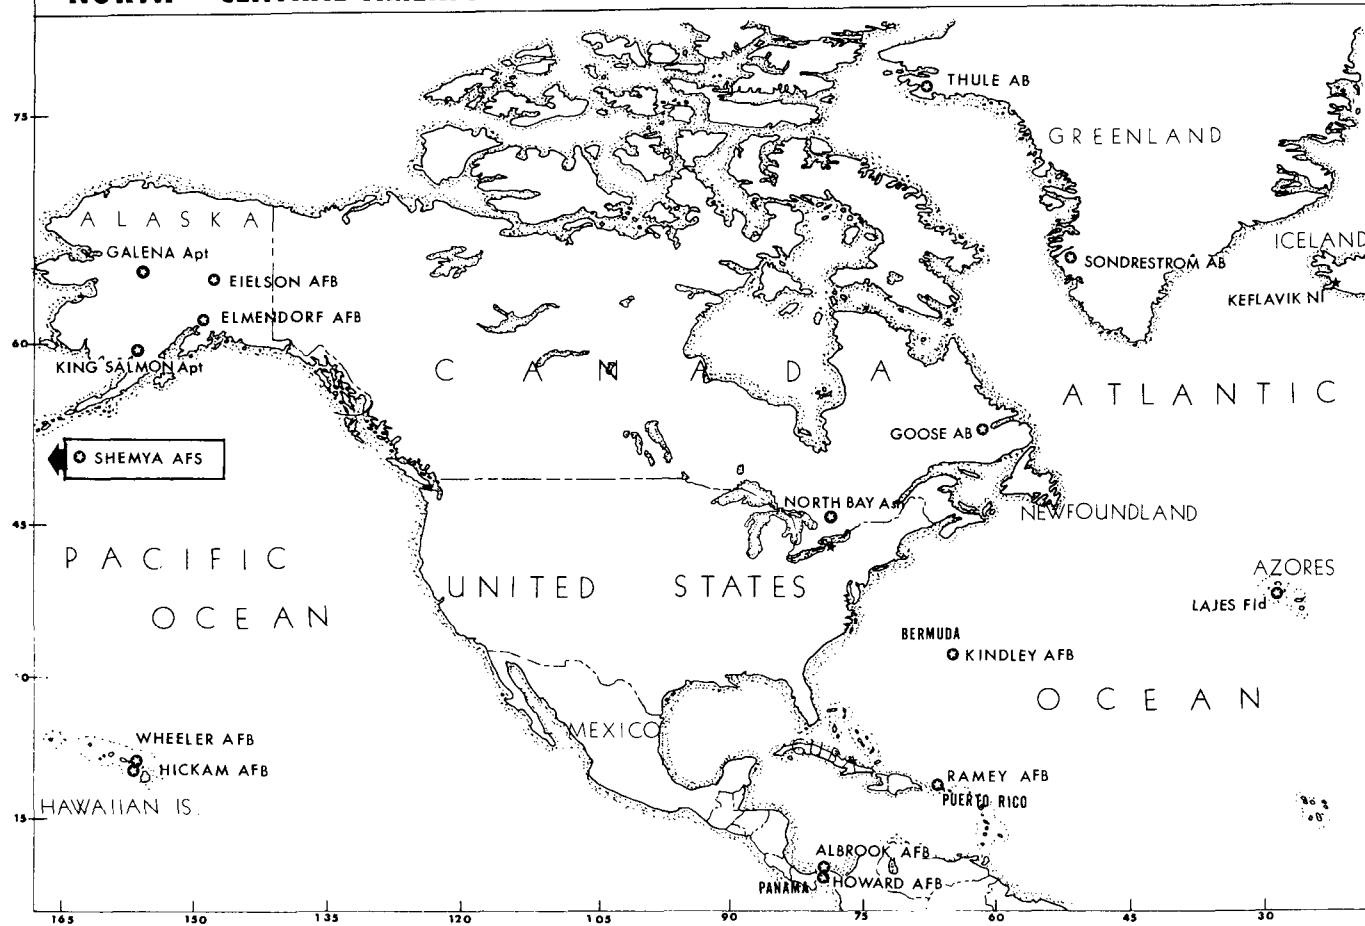 THULE AB
75
GREENLAND
ALASKA
GALENA Apt
ICELAND
SONDRESTROM AB
EIELSON AFB
KEFLAVIK
ELMENDORF AFB
60
KING SALMON Apt
CANADA
ATLANTIC
GOOSE AB
SHEMYA AFS
NORTH BAY
45
NEWFOUNDLAND
PACIFIC
OCEAN
UNITED STATES
AZORES
LAJES Fld
BERMUDA
KINDLEY AFB
0
OCEAN
MEXICO
WHEELER AFB
HICKAM AFB
RAMEY AFB
PUERTO RICO
HAWAIIAN IS.
15
ALBROOK AFB
PANAMA
HOWARD AFB
165 150 135 120 105 90 75 60 45 30